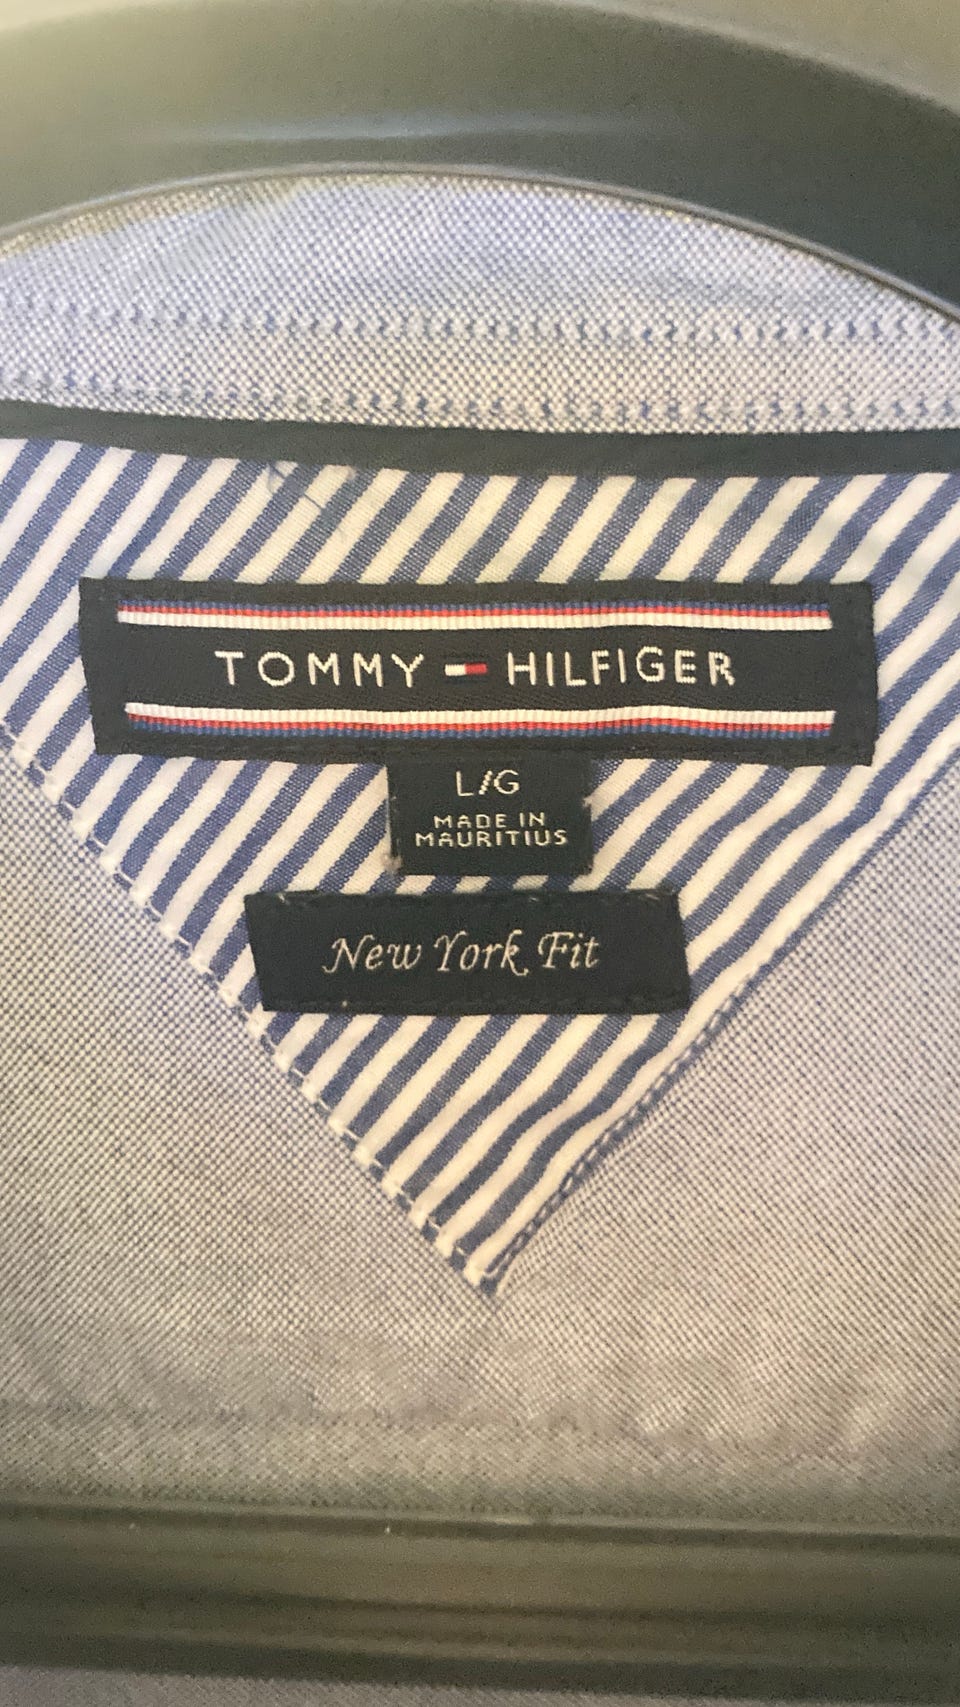 TOMMY HILFIGER
L/G
MADE IN
MAURITIUS
New York Fit